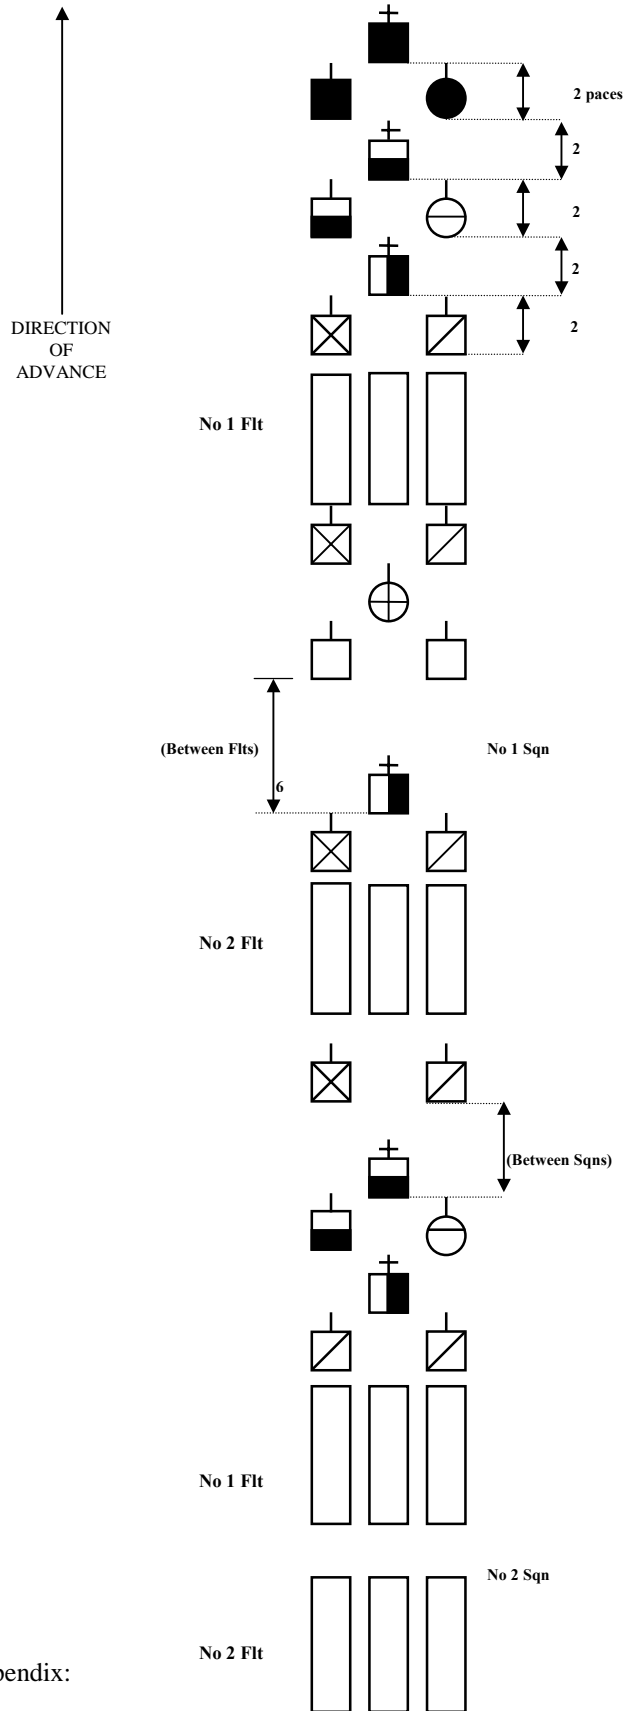 2 paces
2
2
2
2
DIRECTION
OF
ADVANCE
No 1 Flt
(Between Flts)
No 1 Sqn
6
No 2 Flt
(Between Sqns)
No 1 Flt
No 2 Sqn
No 2 Flt
pendix: